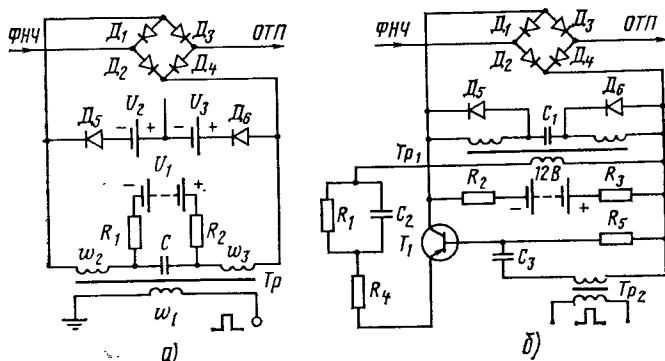 ФНЧ Д₁ Д₃ ОТП
Д₂ Д₄
Д₅ U₂ U₃ Д₆
− + − +
U₁
− +
R₁ R₂
w₂ C w₃
Тр
w₁
а)
ФНЧ Д₁ Д₃ ОТП
Д₂ Д₄
Д₅ C₁ Д₆
Тр₁
R₂ 12В R₃
− +
R₁ C₂
T₁ R₅
C₃
R₄
Тр₂
б)